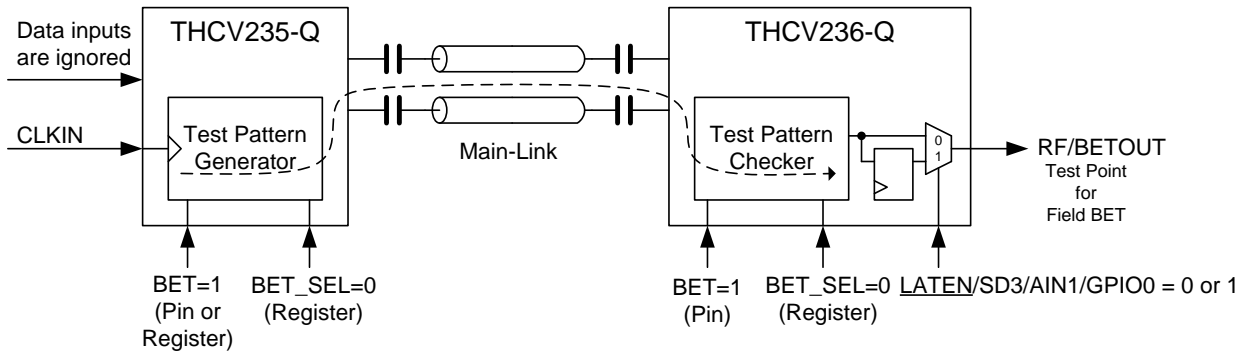 Data inputs
are ignored
THCV235-Q
THCV236-Q
CLKIN
Test Pattern
Generator
Main-Link
Test Pattern
Checker
0
1
RF/BETOUT
Test Point
for
Field BET
BET=1
(Pin or
Register)
BET_SEL=0
(Register)
BET=1
(Pin)
BET_SEL=0
(Register)
LATEN/SD3/AIN1/GPIO0 = 0 or 1